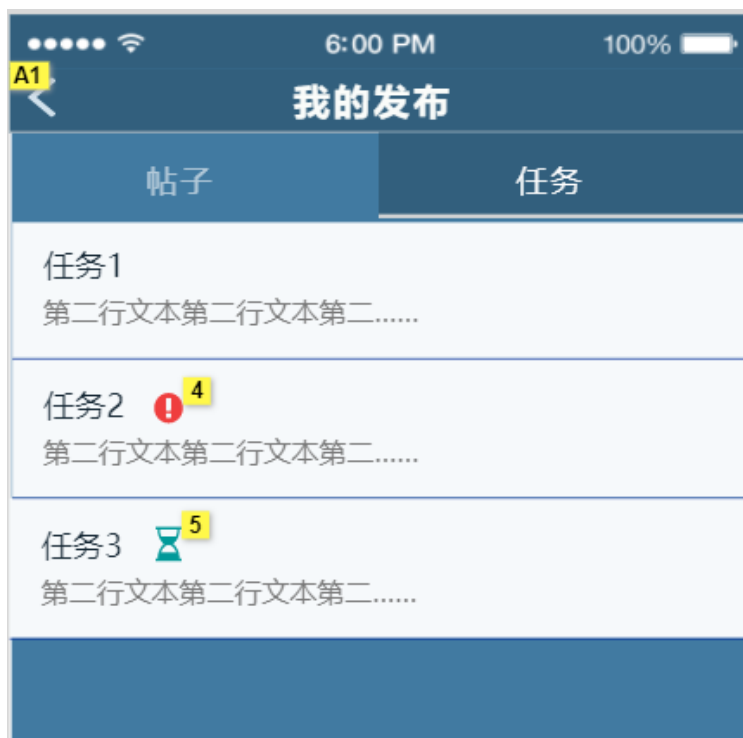 6:00 PM 100%
A1
我的发布
帖子 任务
任务1
第二行文本第二行文本第二......
任务2 4
第二行文本第二行文本第二......
任务3 5
第二行文本第二行文本第二......